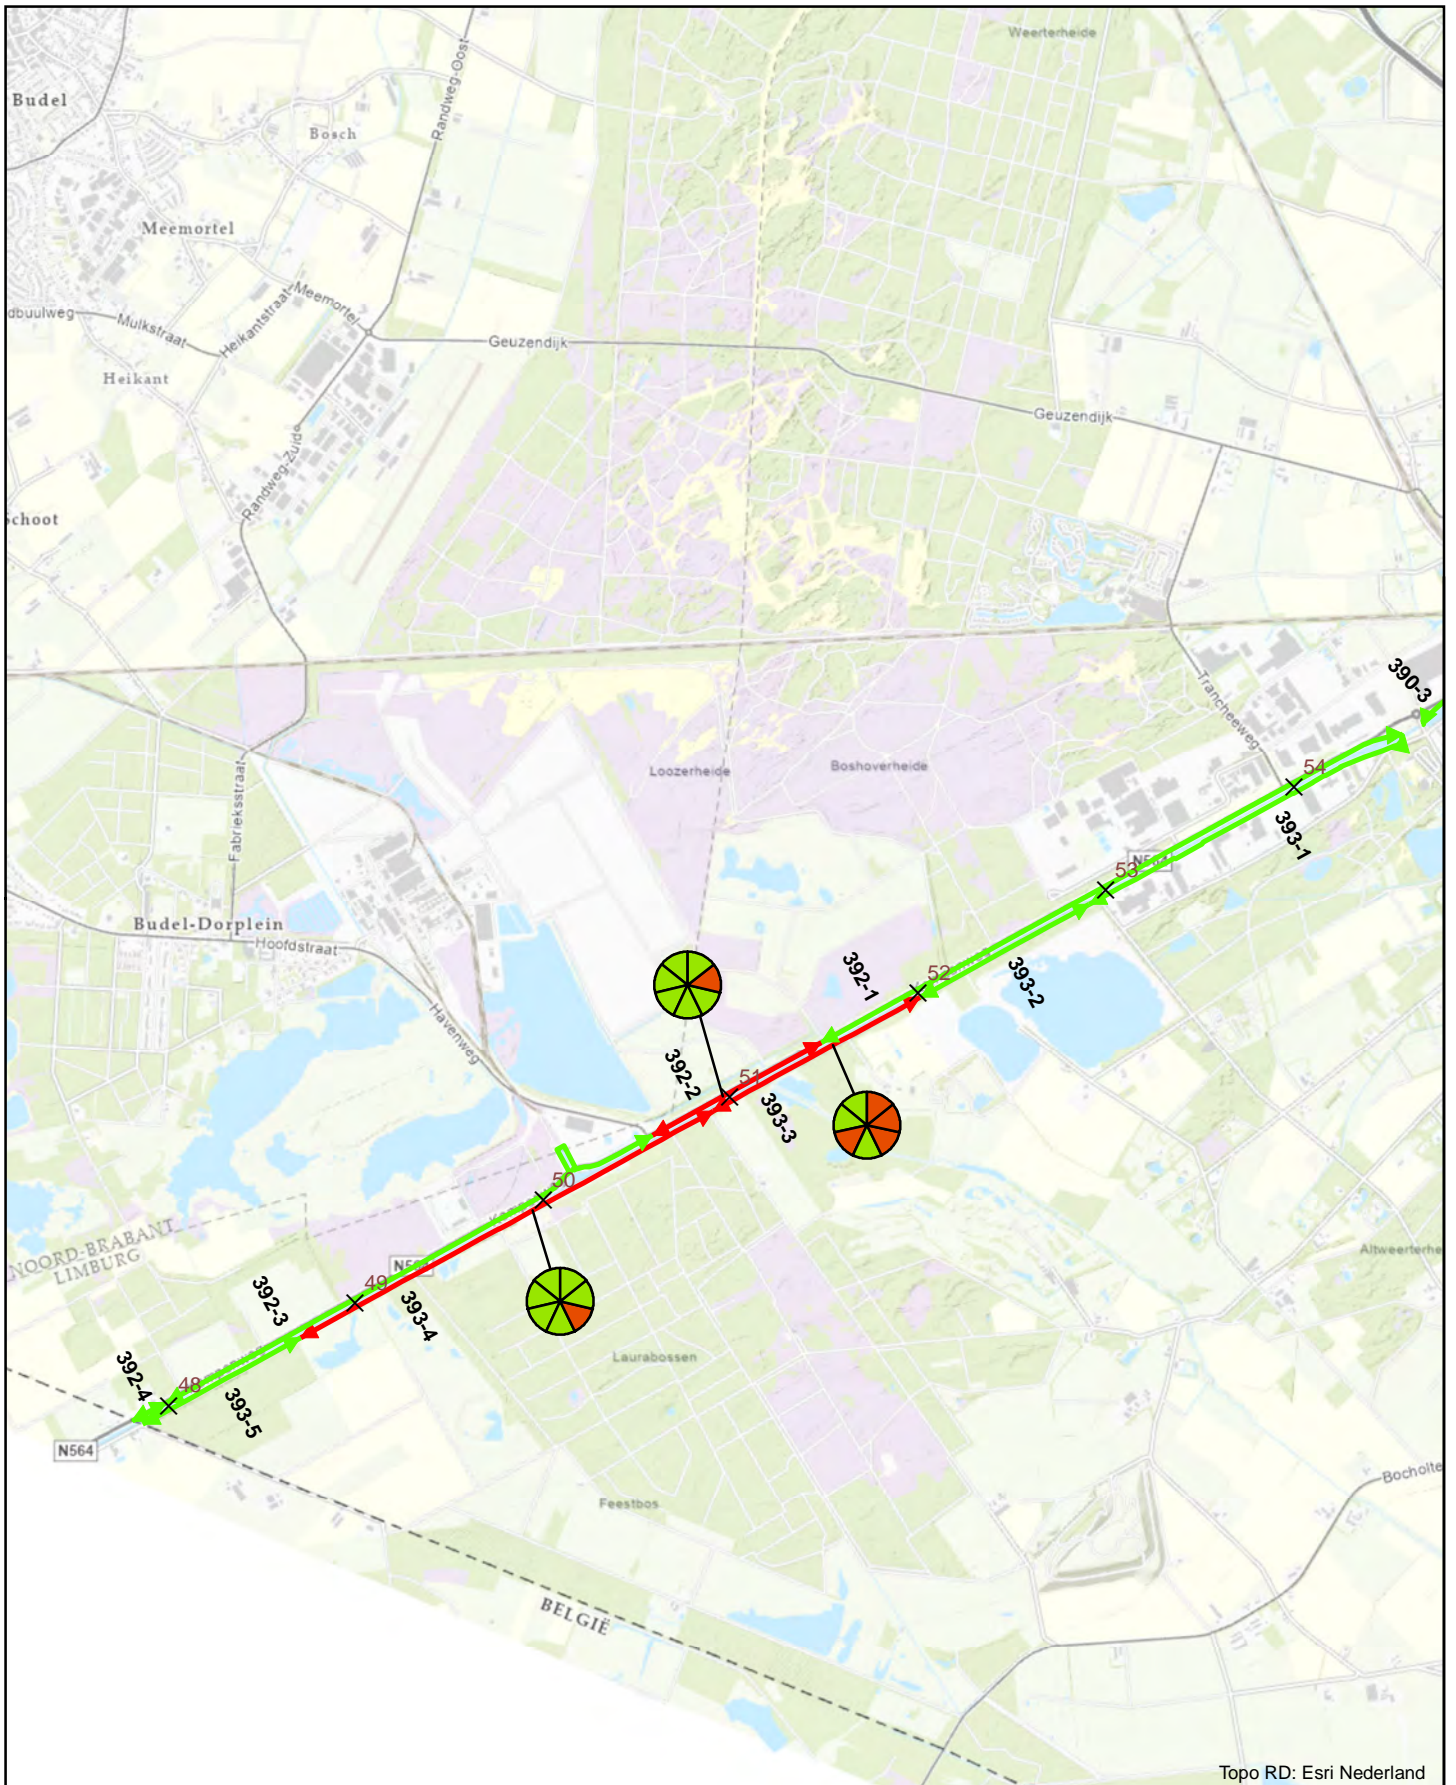 Weerterheide
Budel
Randweg-Oost
Bosch
Meemortel
Meemortel
dbuulweg
Mulkstraat
Heikantstraat
Geuzendijk
Heikant
Geuzendijk
Randweg-Zuid
Schoot
390-3
Trancheeweg
Loozerheide
Boshoverheide
54
Fabrieksstraat
393-1
N564
53
Budel-Dorplein
Hoofdstraat
392-1
52
393-2
Havenweg
392-2
51
393-3
50
NOORD-BRABANT
LIMBURG
Altweerterhe
49
392-3
393-4
Laurabossen
392-4
48
393-5
N564
Bocholte
Feestbos
BELGIË
Topo RD: Esri Nederland